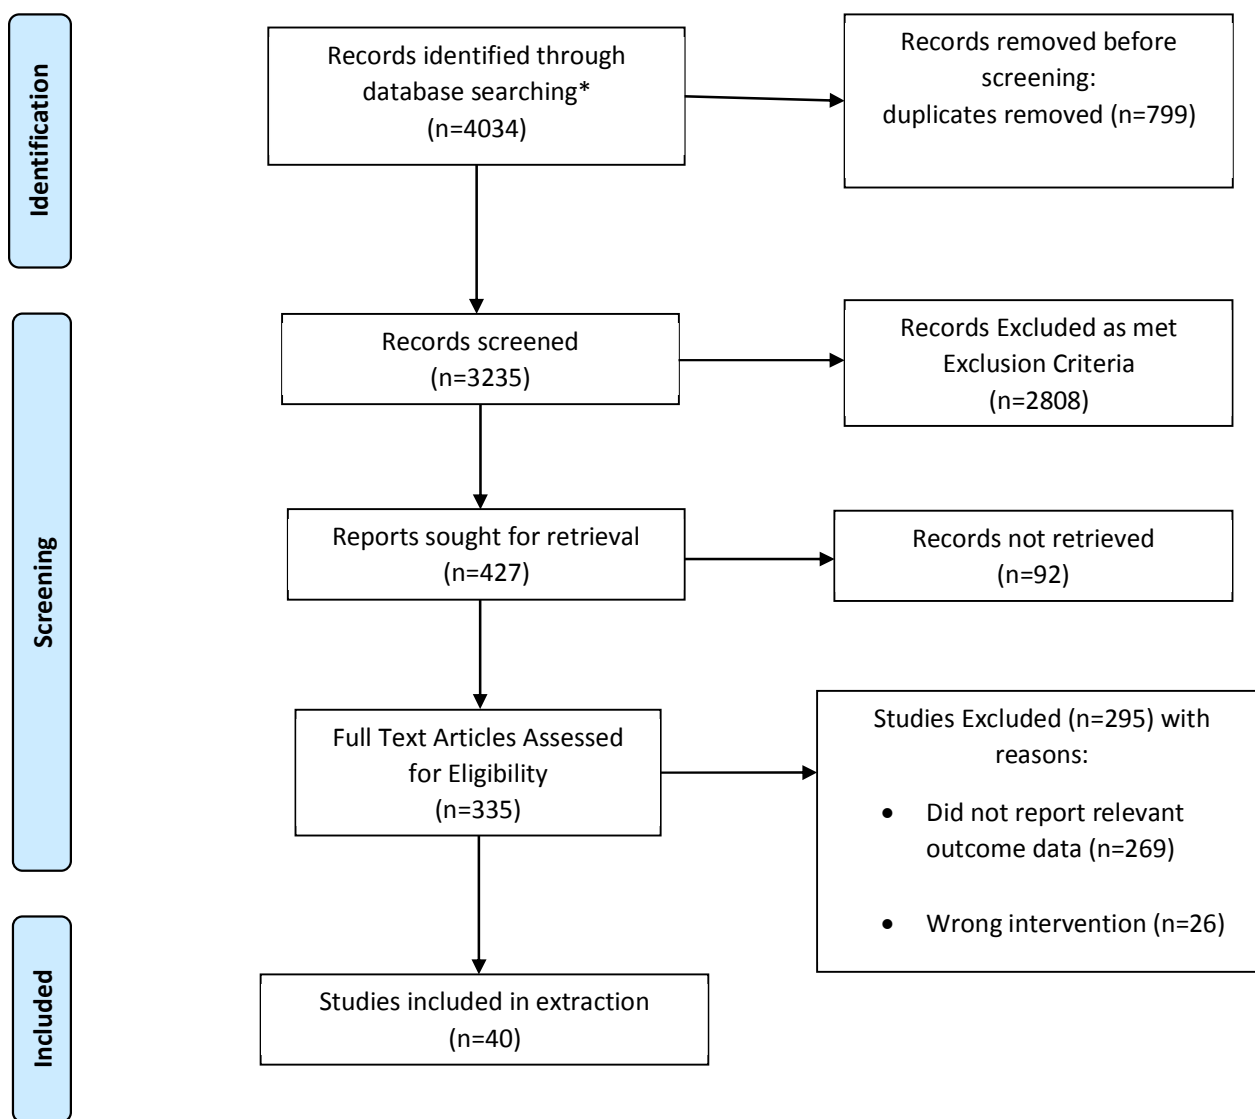 Identification
Records identified through
database searching*
(n=4034)
Records removed before
screening:
duplicates removed (n=799)
Screening
Records screened
(n=3235)
Records Excluded as met
Exclusion Criteria
(n=2808)
Reports sought for retrieval
(n=427)
Records not retrieved
(n=92)
Full Text Articles Assessed
for Eligibility
(n=335)
Studies Excluded (n=295) with
reasons:
• Did not report relevant
outcome data (n=269)
• Wrong intervention (n=26)
Included
Studies included in extraction
(n=40)